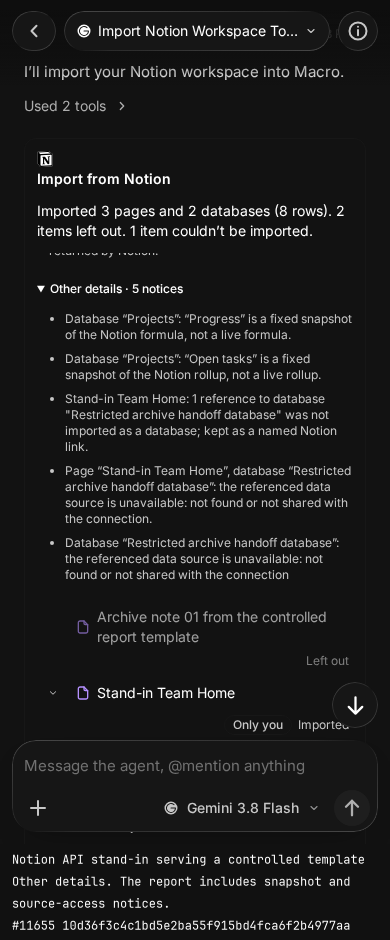 Import Notion Workspace To...
I'll import your Notion workspace into Macro.
Used 2 tools
Import from Notion
Imported 3 pages and 2 databases (8 rows). 2
items left out. 1 item couldn’t be imported.
returned by Notion.
Other details · 5 notices
• Database “Projects”: “Progress” is a fixed snapshot
of the Notion formula, not a live formula.
• Database “Projects”: “Open tasks” is a fixed
snapshot of the Notion rollup, not a live rollup.
• Stand-in Team Home: 1 reference to database
"Restricted archive handoff database" was not
imported as a database; kept as a named Notion
link.
• Page “Stand-in Team Home”, database “Restricted
archive handoff database”: the referenced data
source is unavailable: not found or not shared with
the connection.
• Database “Restricted archive handoff database”:
the referenced data source is unavailable: not
found or not shared with the connection
Archive note 01 from the controlled
report template
Left out
Stand-in Team Home
Only you Imported
Message the agent, @mention anything
Gemini 3.8 Flash
Notion API stand-in serving a controlled template
Other details. The report includes snapshot and
source-access notices.
#11655 10d36f3c4c1bd5e2ba55f915bd4fca6f2b4977aa